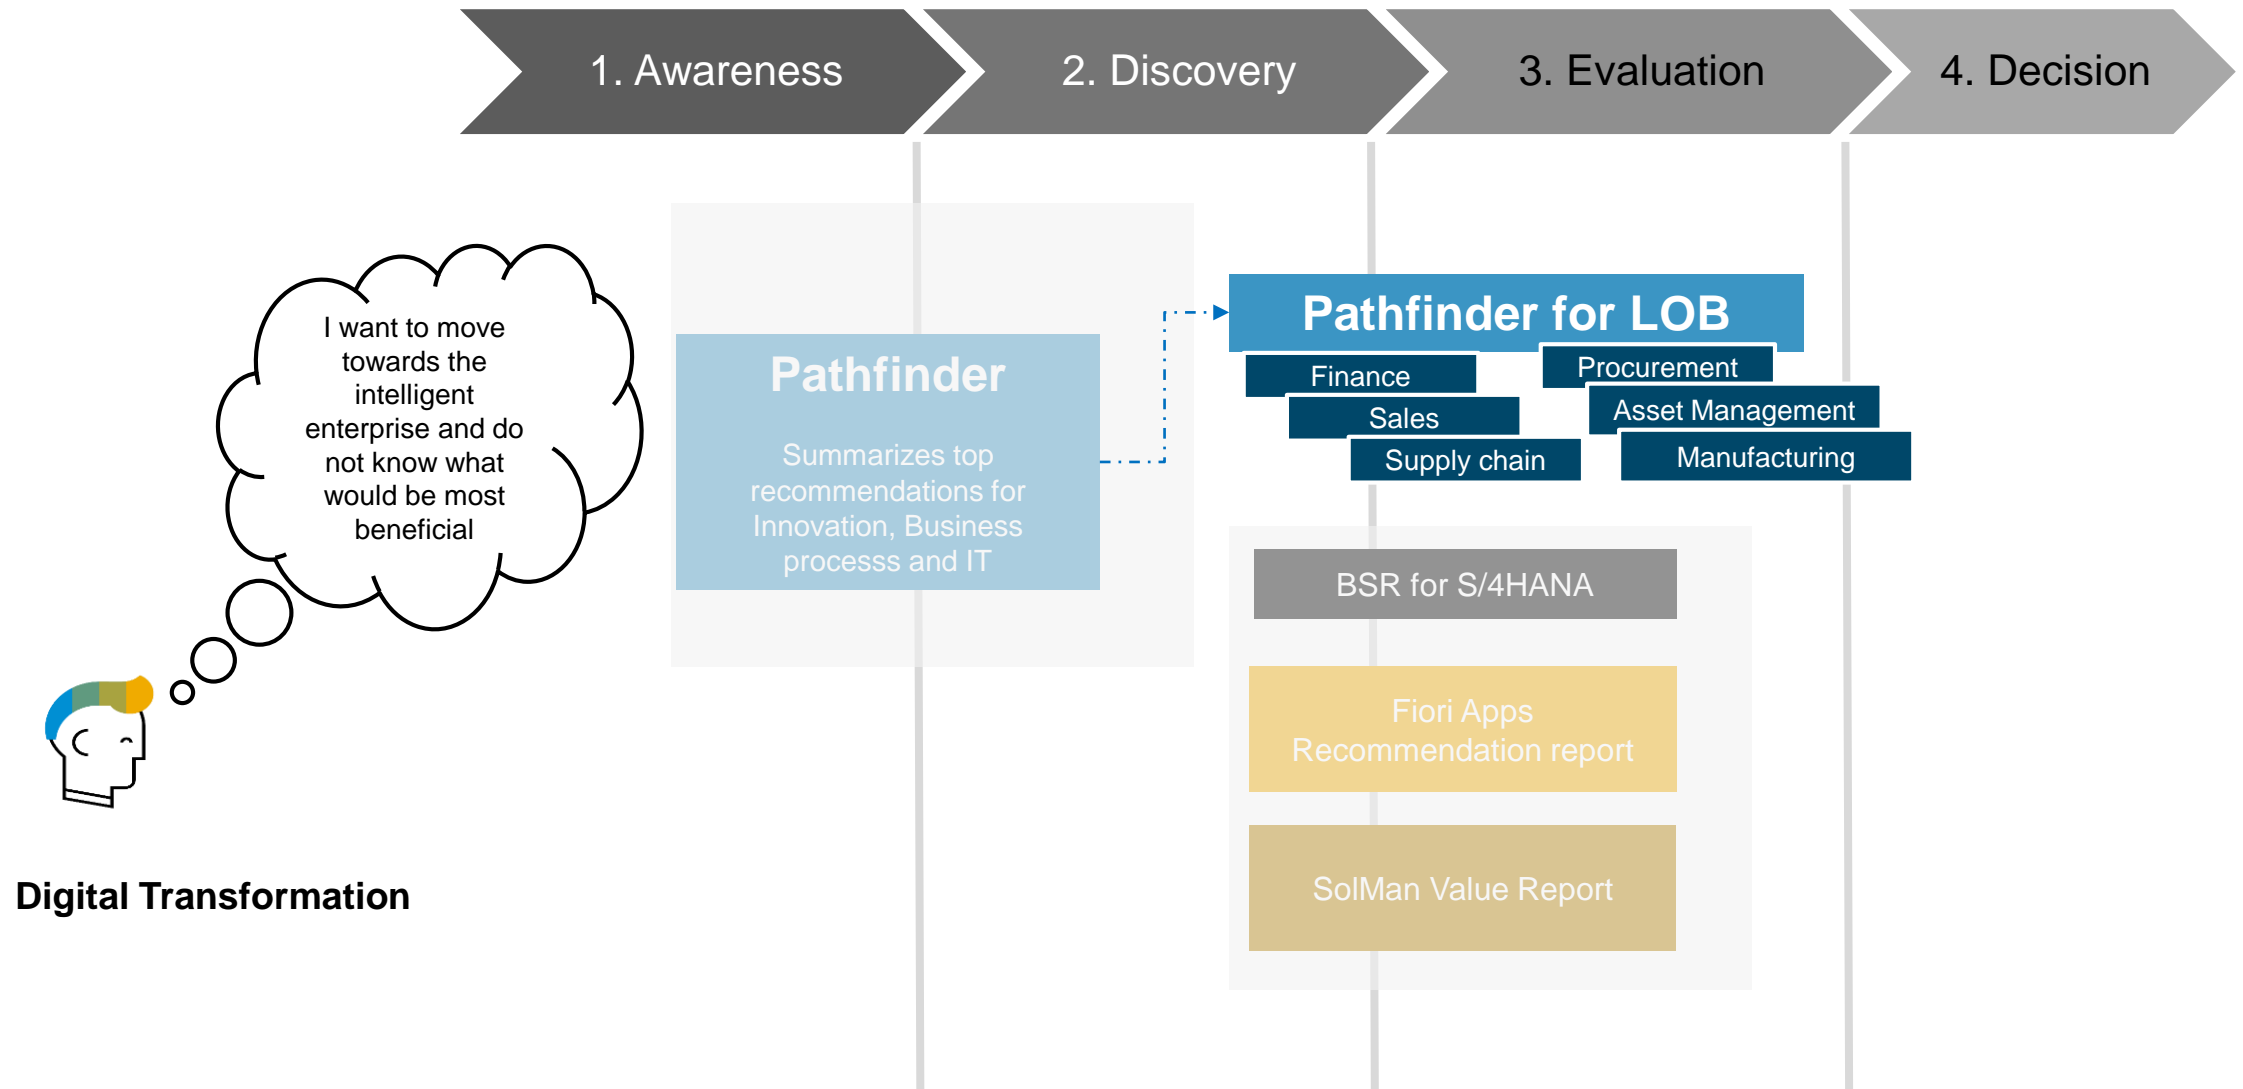 1. Awareness
2. Discovery
3. Evaluation
4. Decision
I want to move
towards the
intelligent
enterprise and do
not know what
would be most
beneficial
Digital Transformation
Pathfinder
Summarizes top
recommendations for
Innovation, Business
processs and IT
Pathfinder for LOB
Finance
Sales
Supply chain
Procurement
Asset Management
Manufacturing
BSR for S/4HANA
Fiori Apps
Recommendation report
SolMan Value Report